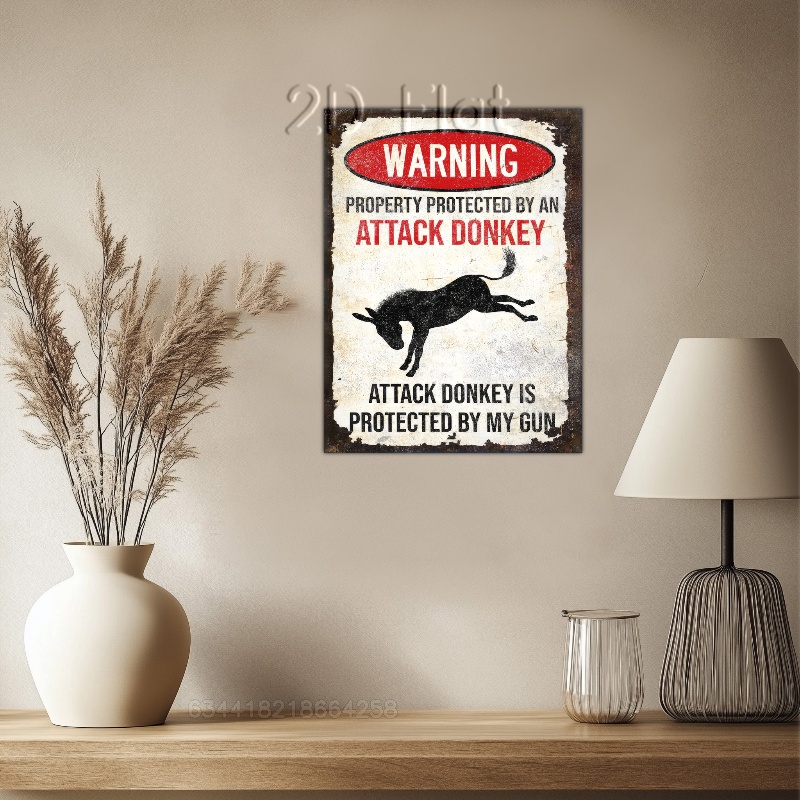 2D Flat
WARNING
PROPERTY PROTECTED BY AN
ATTACK DONKEY
ATTACK DONKEY IS
PROTECTED BY MY GUN
634418218664258